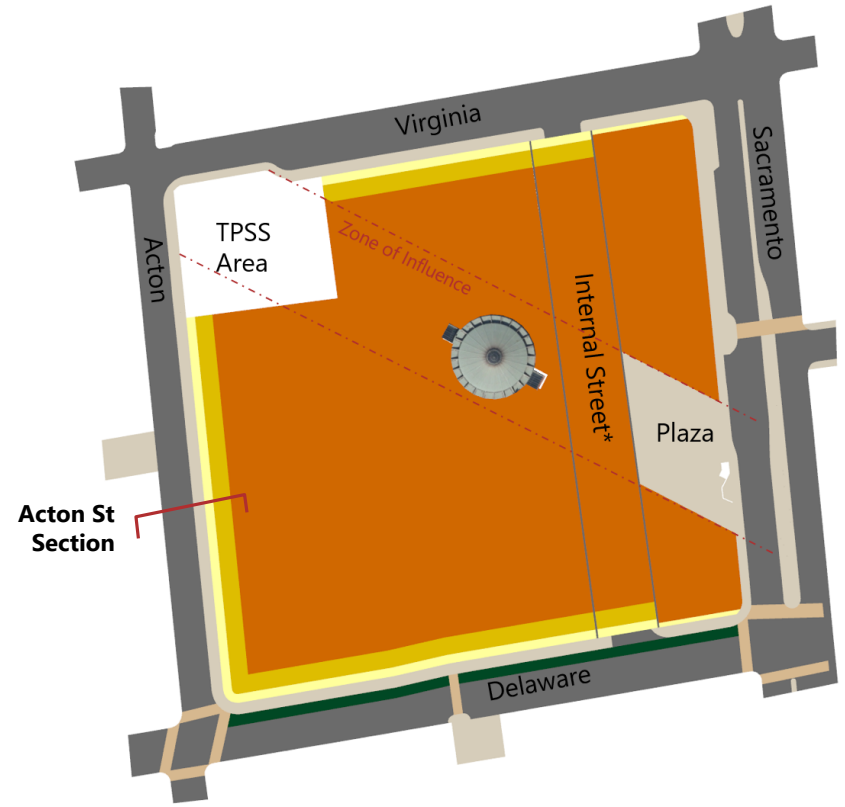 Virginia
Sacramento
Acton
TPSS
Area
Zone of Influence
Internal Street*
Plaza
Acton St
Section
Delaware